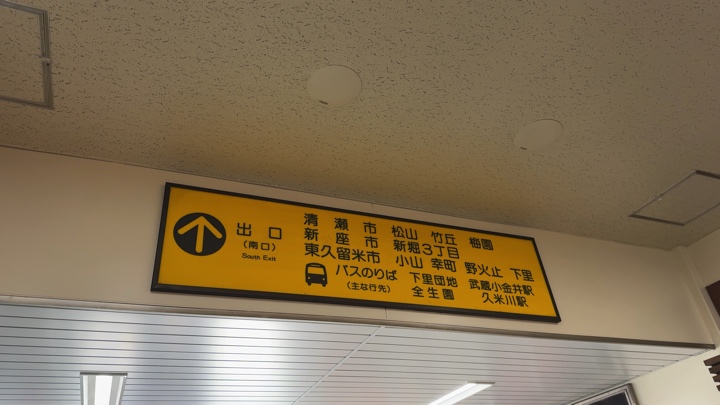 出口
(南口)
South Exit
清瀬市 松山 竹丘 梅園
新座市 新堀3丁目
東久留米市 小山 幸町 野火止 下里
バスのりば 下里団地 武蔵小金井駅
(主な行先) 全生園 久米川駅